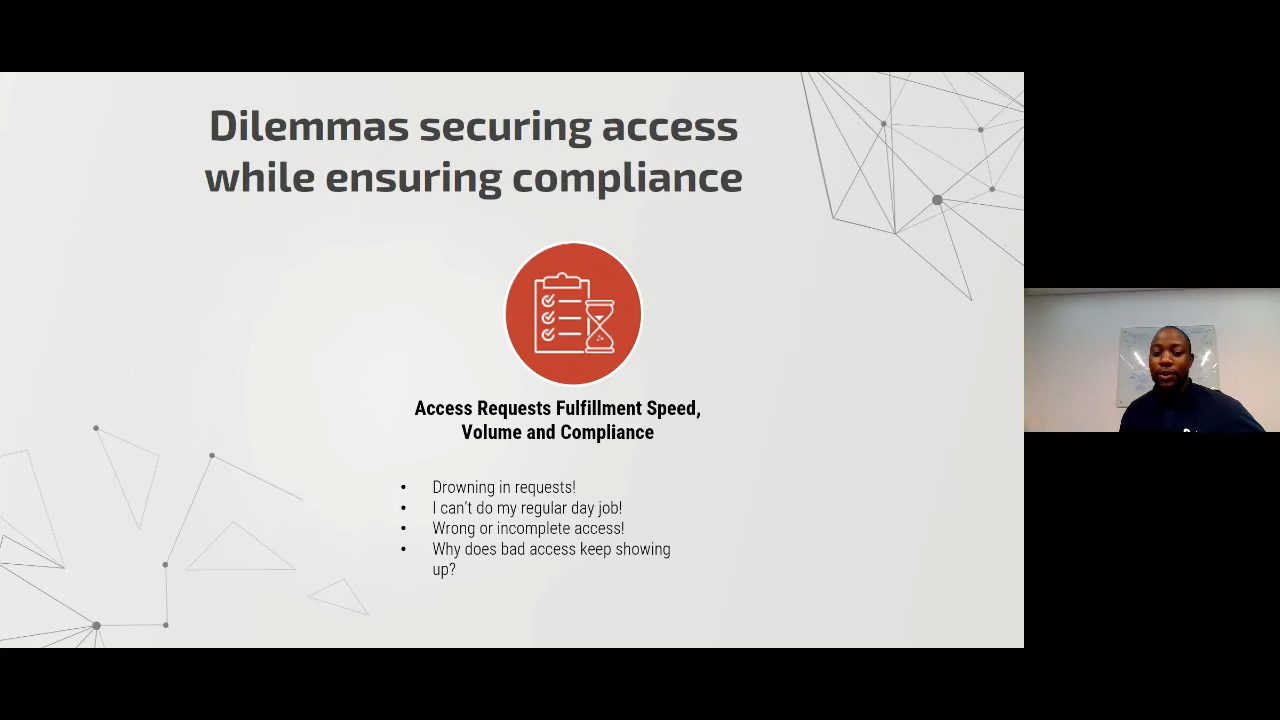 Dilemmas securing access
while ensuring compliance
Access Requests Fulfillment Speed,
Volume and Compliance
• Drowning in requests!
• I can't do my regular day job!
• Wrong or incomplete access!
• Why does bad access keep showing
up?